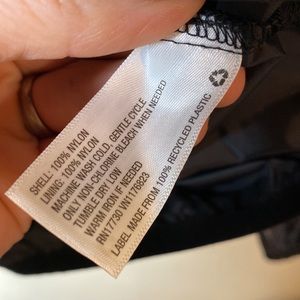 SHELL: 100% NYLON
LINING: 100% NYLON
MACHINE WASH COLD, GENTLE CYCLE
ONLY NON-CHLORINE BLEACH WHEN NEEDED
TUMBLE DRY LOW
WARM IRON IF NEEDED
RN17730 VN1176823
LABEL MADE FROM 100% RECYCLED PLASTIC